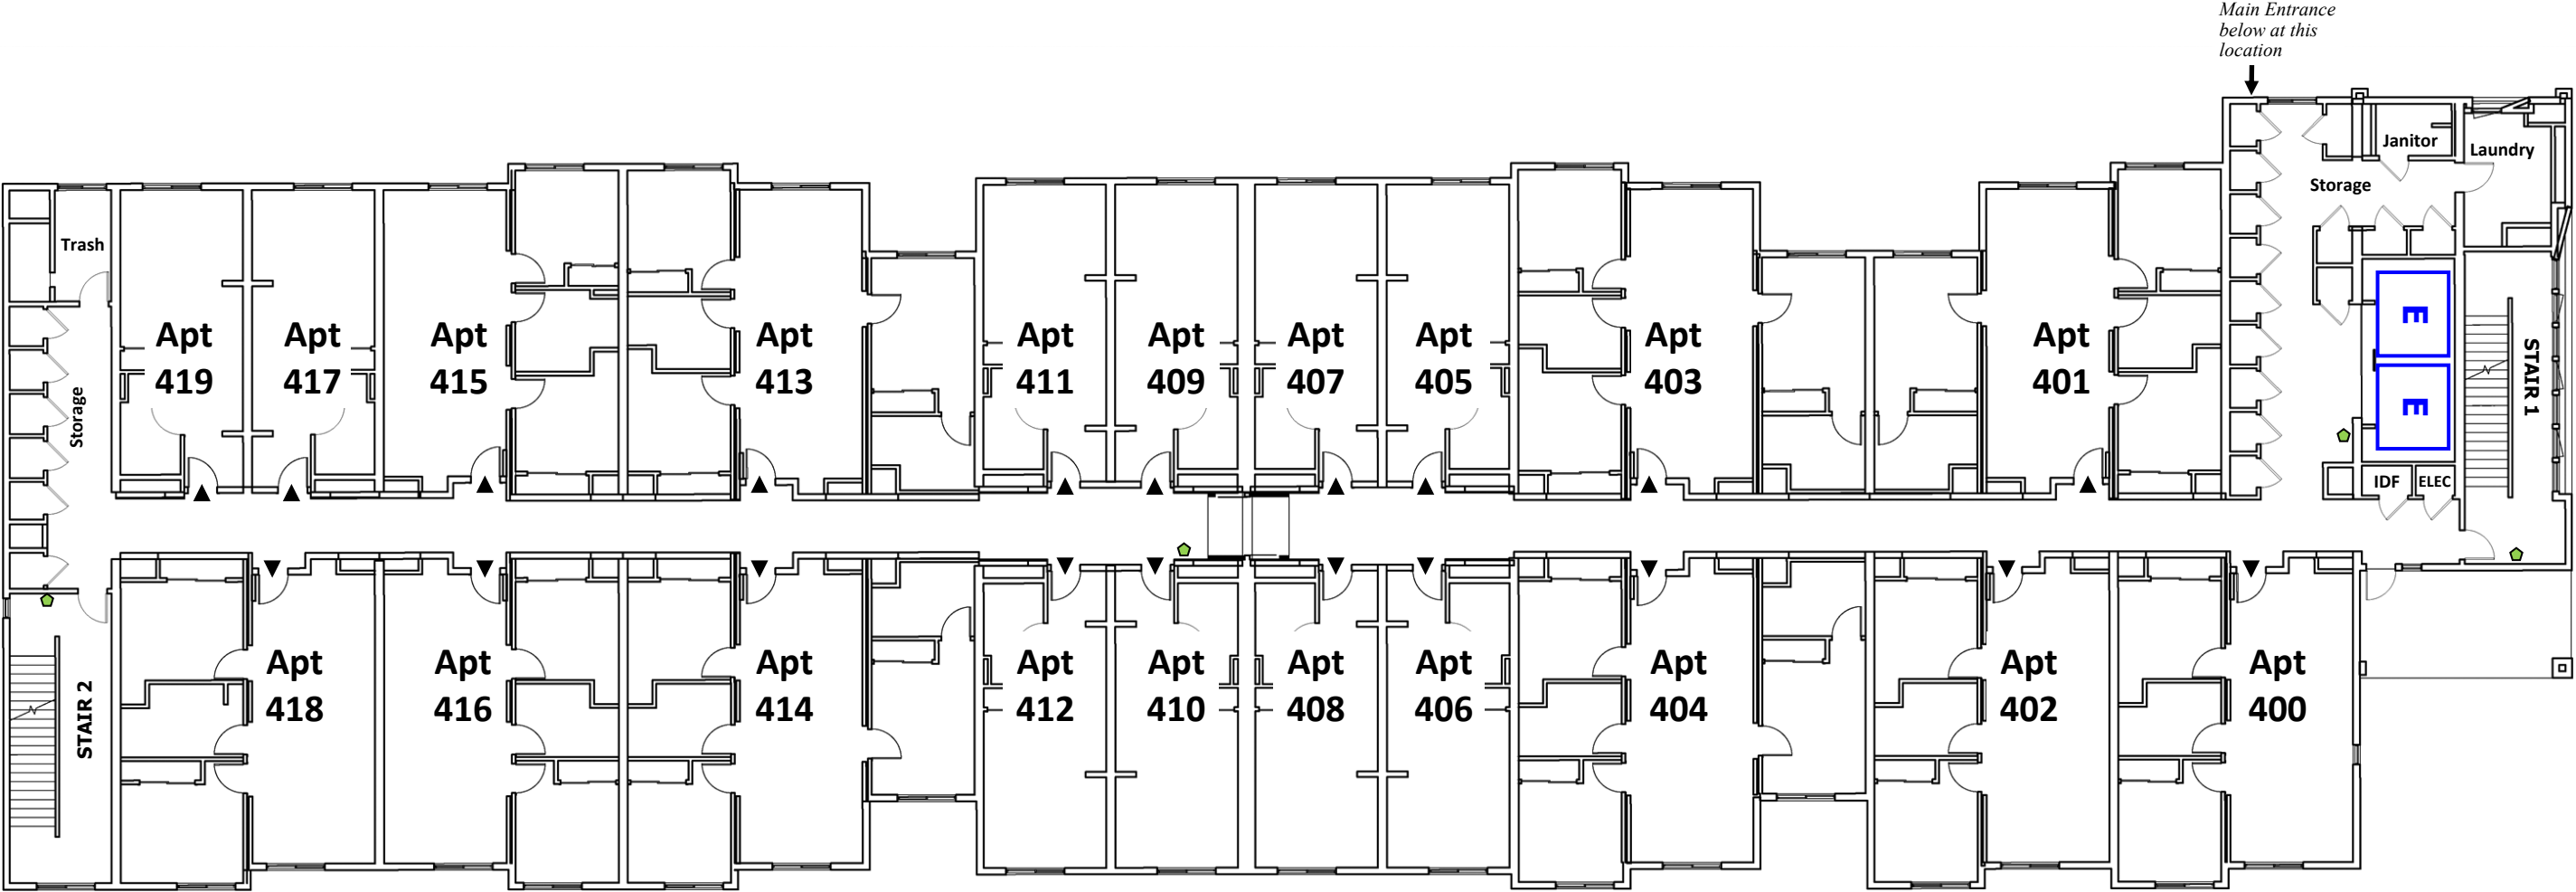 Main Entrance
below at this
location
Janitor
Laundry
Storage
Trash
Apt
419
Apt
417
Apt
415
Apt
413
Apt
411
Apt
409
Apt
407
Apt
405
Apt
403
Apt
401
E
E
STAIR 1
Storage
IDF
ELEC
STAIR 2
Apt
418
Apt
416
Apt
414
Apt
412
Apt
410
Apt
408
Apt
406
Apt
404
Apt
402
Apt
400